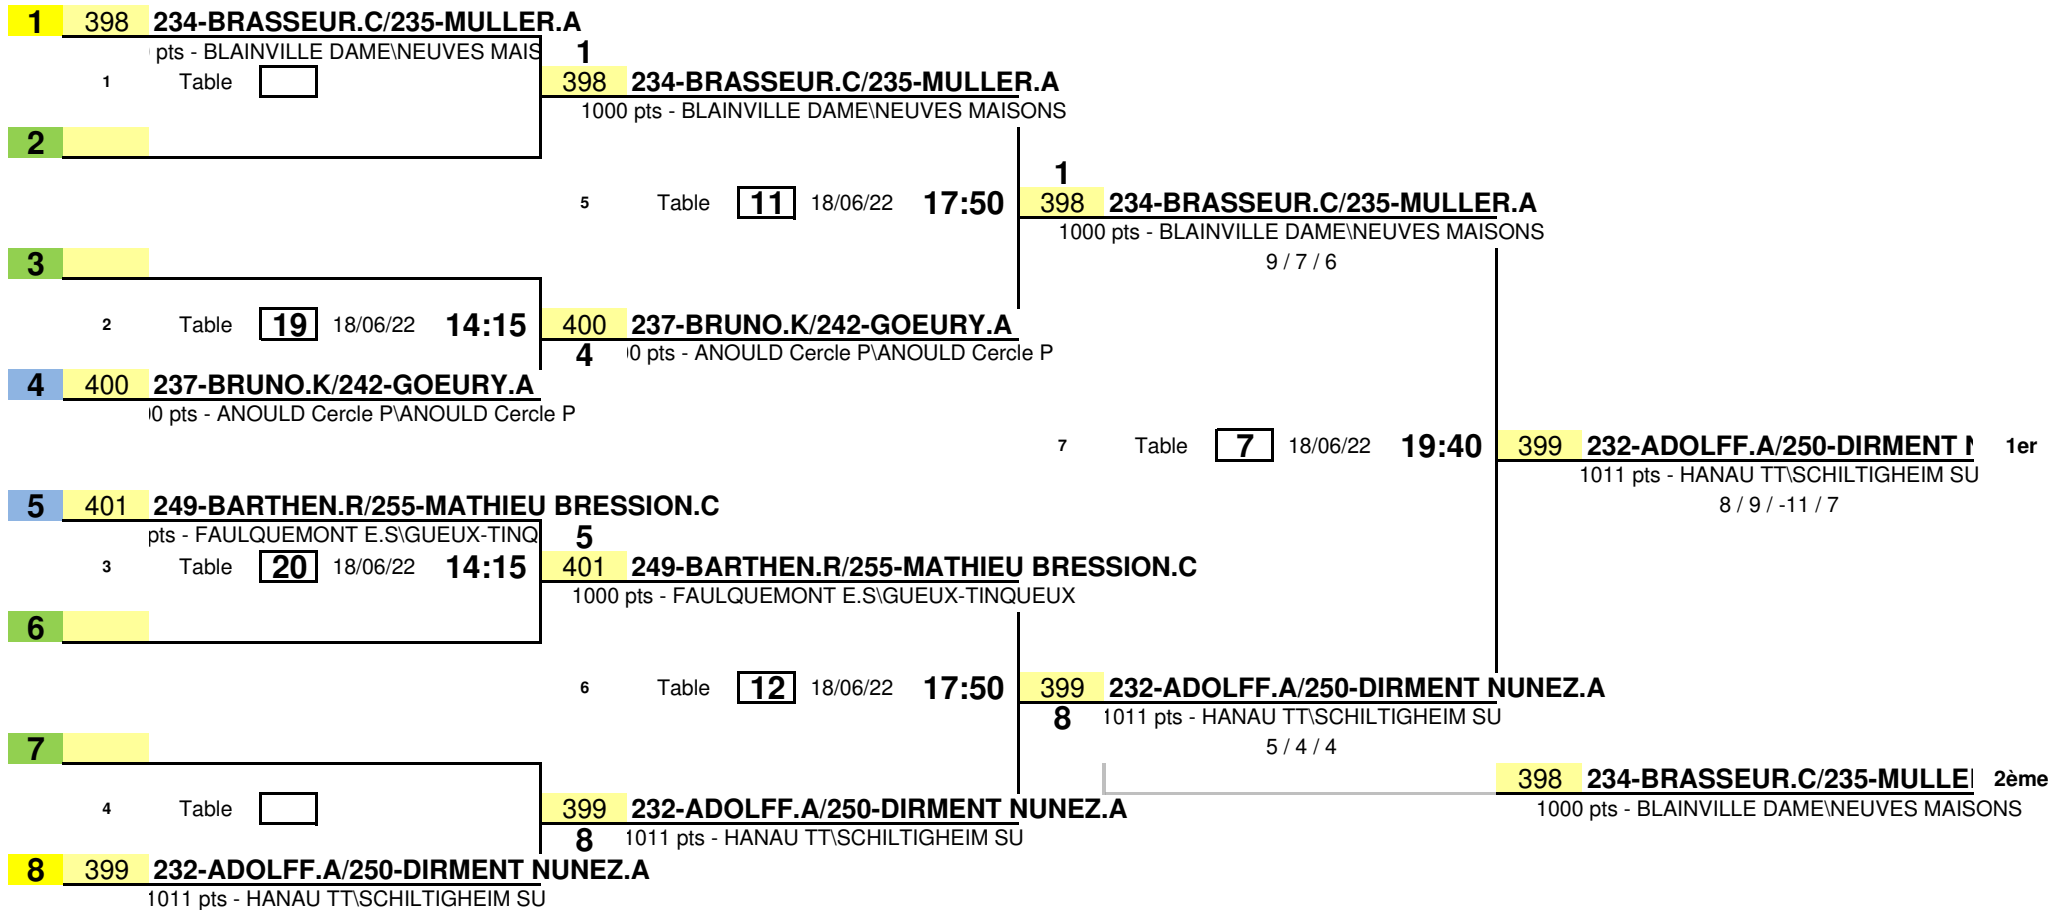 1 398 234-BRASSEUR.C/235-MULLER.A
pts - BLAINVILLE DAME\NEUVES MAIS 1
1 Table 398 234-BRASSEUR.C/235-MULLER.A
1000 pts - BLAINVILLE DAME\NEUVES MAISONS
2
1
5 Table 11 18/06/22 17:50 398 234-BRASSEUR.C/235-MULLER.A
1000 pts - BLAINVILLE DAME\NEUVES MAISONS
3 9 / 7 / 6
2 Table 19 18/06/22 14:15 400 237-BRUNO.K/242-GOEURY.A
4 0 pts - ANOULD Cercle P\ANOULD Cercle P
4 400 237-BRUNO.K/242-GOEURY.A
0 pts - ANOULD Cercle P\ANOULD Cercle P
7 Table 7 18/06/22 19:40 399 232-ADOLFF.A/250-DIRMENT 1er
1011 pts - HANAU TT\SCHILTIGHEIM SU
5 401 249-BARTHEN.R/255-MATHIEU BRESSION.C 8 / 9 / -11 / 7
pts - FAULQUEMONT E.S\GUEUX-TINQ 5
3 Table 20 18/06/22 14:15 401 249-BARTHEN.R/255-MATHIEU BRESSION.C
1000 pts - FAULQUEMONT E.S\GUEUX-TINQUEUX
6
6 Table 12 18/06/22 17:50 399 232-ADOLFF.A/250-DIRMENT NUNEZ.A
8 1011 pts - HANAU TT\SCHILTIGHEIM SU
7 5 / 4 / 4
398 234-BRASSEUR.C/235-MULLE 2ème
4 Table 399 232-ADOLFF.A/250-DIRMENT NUNEZ.A 1000 pts - BLAINVILLE DAME\NEUVES MAISONS
8 1011 pts - HANAU TT\SCHILTIGHEIM SU
8 399 232-ADOLFF.A/250-DIRMENT NUNEZ.A
1011 pts - HANAU TT\SCHILTIGHEIM SU